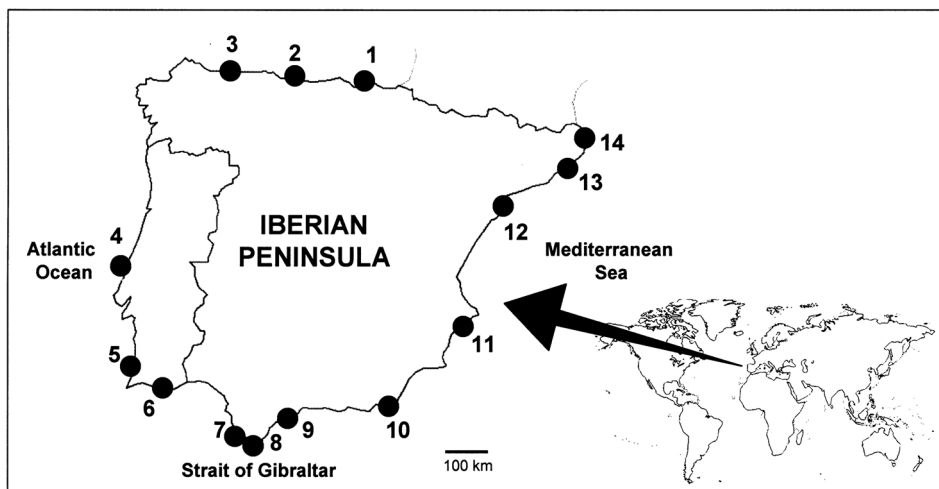 3
2
1
14
13
12
IBERIAN
PENINSULA
4
Atlantic
Ocean
Mediterranean
Sea
11
5
6
7
8
9
10
Strait of Gibraltar
100 km